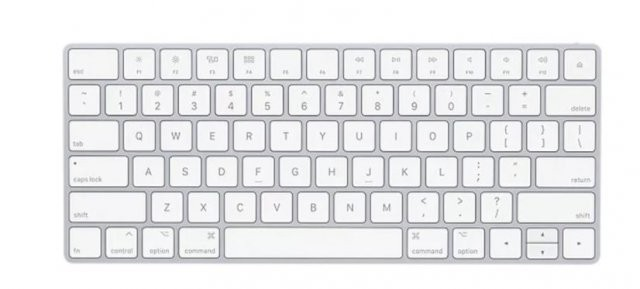 esc F1 F2 F3 F4 F5 F6 F7 F8 F9 F10 F11 F12
~ ! @ # $ % ^ & * ( ) _ +
` 1 2 3 4 5 6 7 8 9 0 - = delete
tab Q W E R T Y U I O P { [ } ] | \
caps lock A S D F G H J K L : ; " ' return
shift Z X C V B N M < , > . ? / shift
fn control option command command option